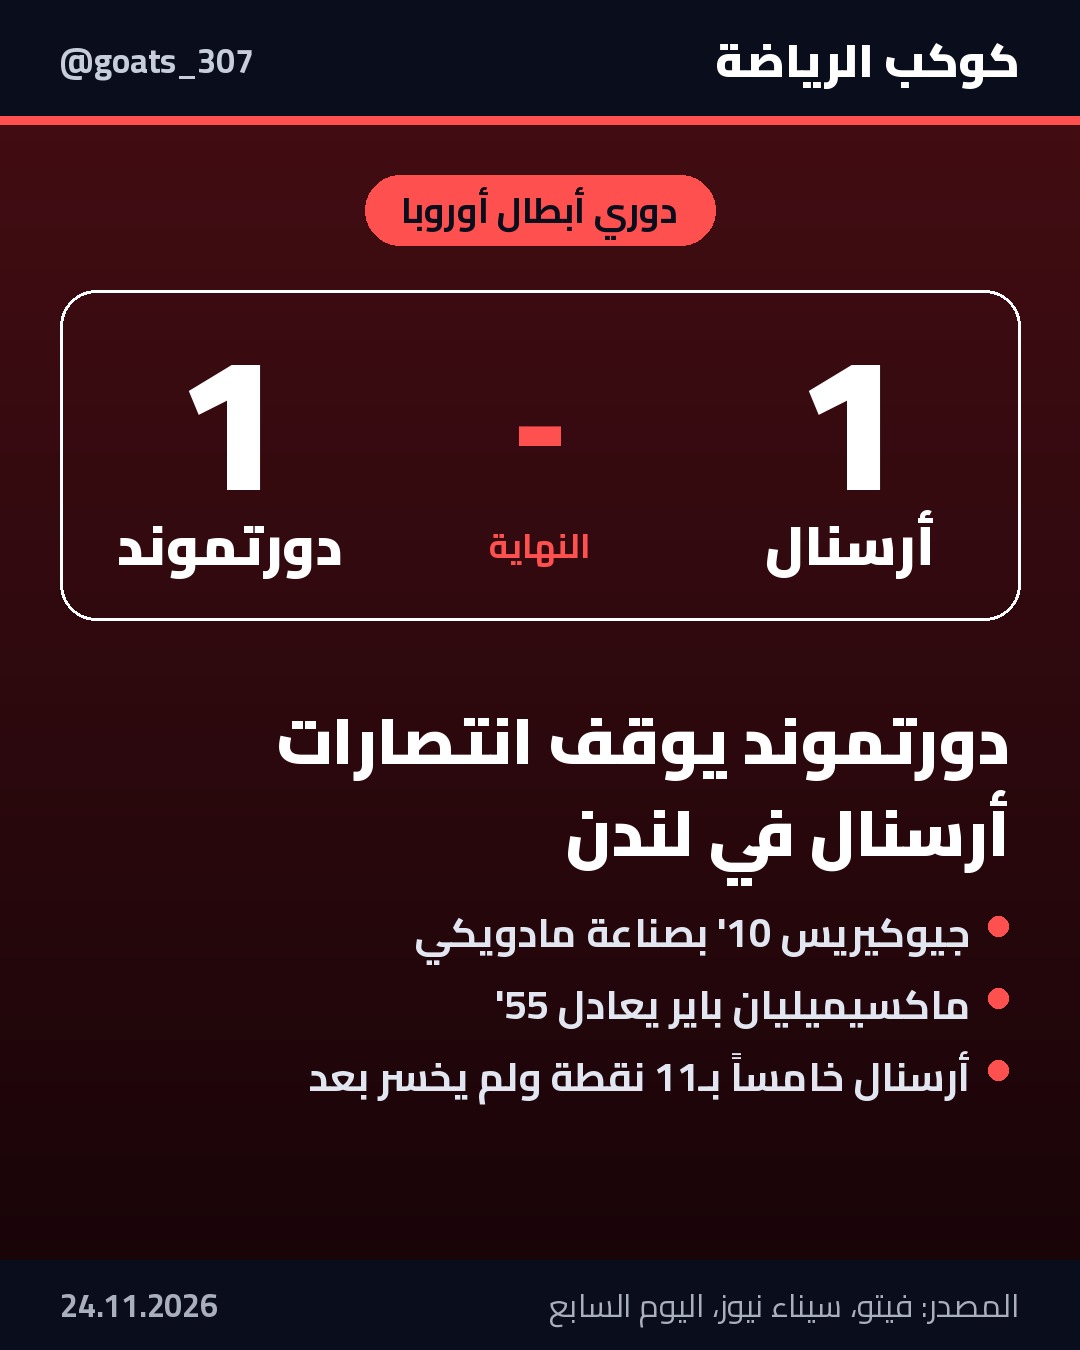 كوكب الرياضة
@goats_307
دوري أبطال أوروبا
1 - 1
أرسنال النهاية دورتموند
دورتموند يوقف انتصارات
أرسنال في لندن
جيوكيريس 10' بصناعة مادويكي
ماكسيميليان باير يعادل 55'
أرسنال خامساً بـ11 نقطة ولم يخسر بعد
المصدر: فيتو، سيناء نيوز، اليوم السابع
24.11.2026